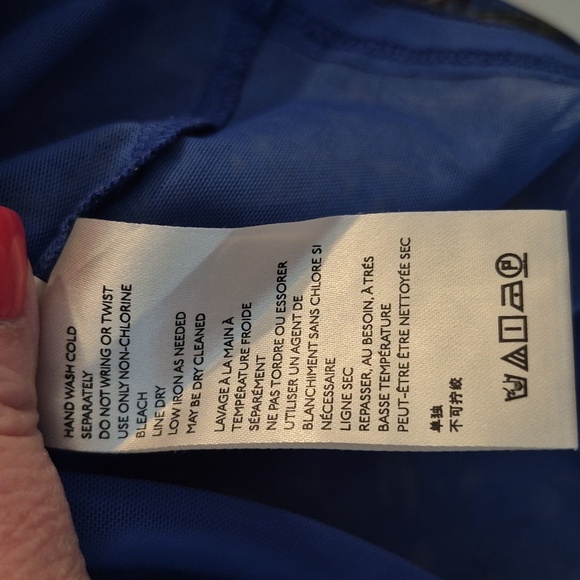 HAND WASH COLD
SEPARATELY
DO NOT WRING OR TWIST
USE ONLY NON-CHLORINE
BLEACH
LINE DRY
LOW IRON AS NEEDED
MAY BE DRY CLEANED
LAVAGE À LA MAIN À
TEMPÉRATURE FROIDE
SÉPARÉMENT
NE PAS TORDRE OU ESSORER
UTILISER UN AGENT DE
BLANCHIMENT SANS CHLORE SI
NÉCESSAIRE
LIGNE SEC
REPASSER, AU BESOIN, À TRÉS
BASSE TEMPÉRATURE
PEUT-ÊTRE ÊTRE NETTOYÉE SEC
单独
不可拧绞
P